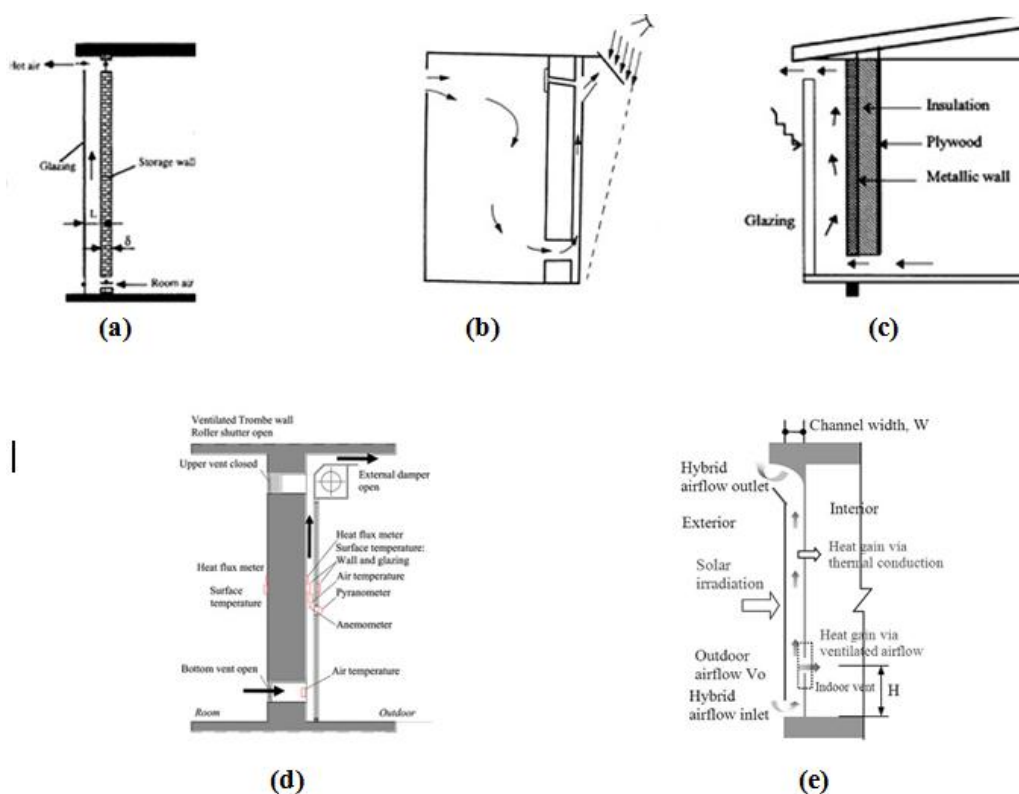 Hot air
Glazing
Storage wall
L
δ
Room air
(a)
(b)
Insulation
Plywood
Metallic wall
Glazing
(c)
Ventilated Trombe wall
Roller shutter open
Upper vent closed
External damper
open
Heat flux meter
Surface temperature:
Wall and glazing
Air temperature
Pyranometer
Anemometer
Heat flux meter
Surface
temperature
Bottom vent open
Air temperature
Room
Outdoor
(d)
Channel width, W
Hybrid
airflow outlet
Exterior
Interior
Solar
irradiation
Heat gain via
thermal conduction
Heat gain via
ventilated airflow
Outdoor
airflow Vo
Indoor vent
H
Hybrid
airflow inlet
(e)